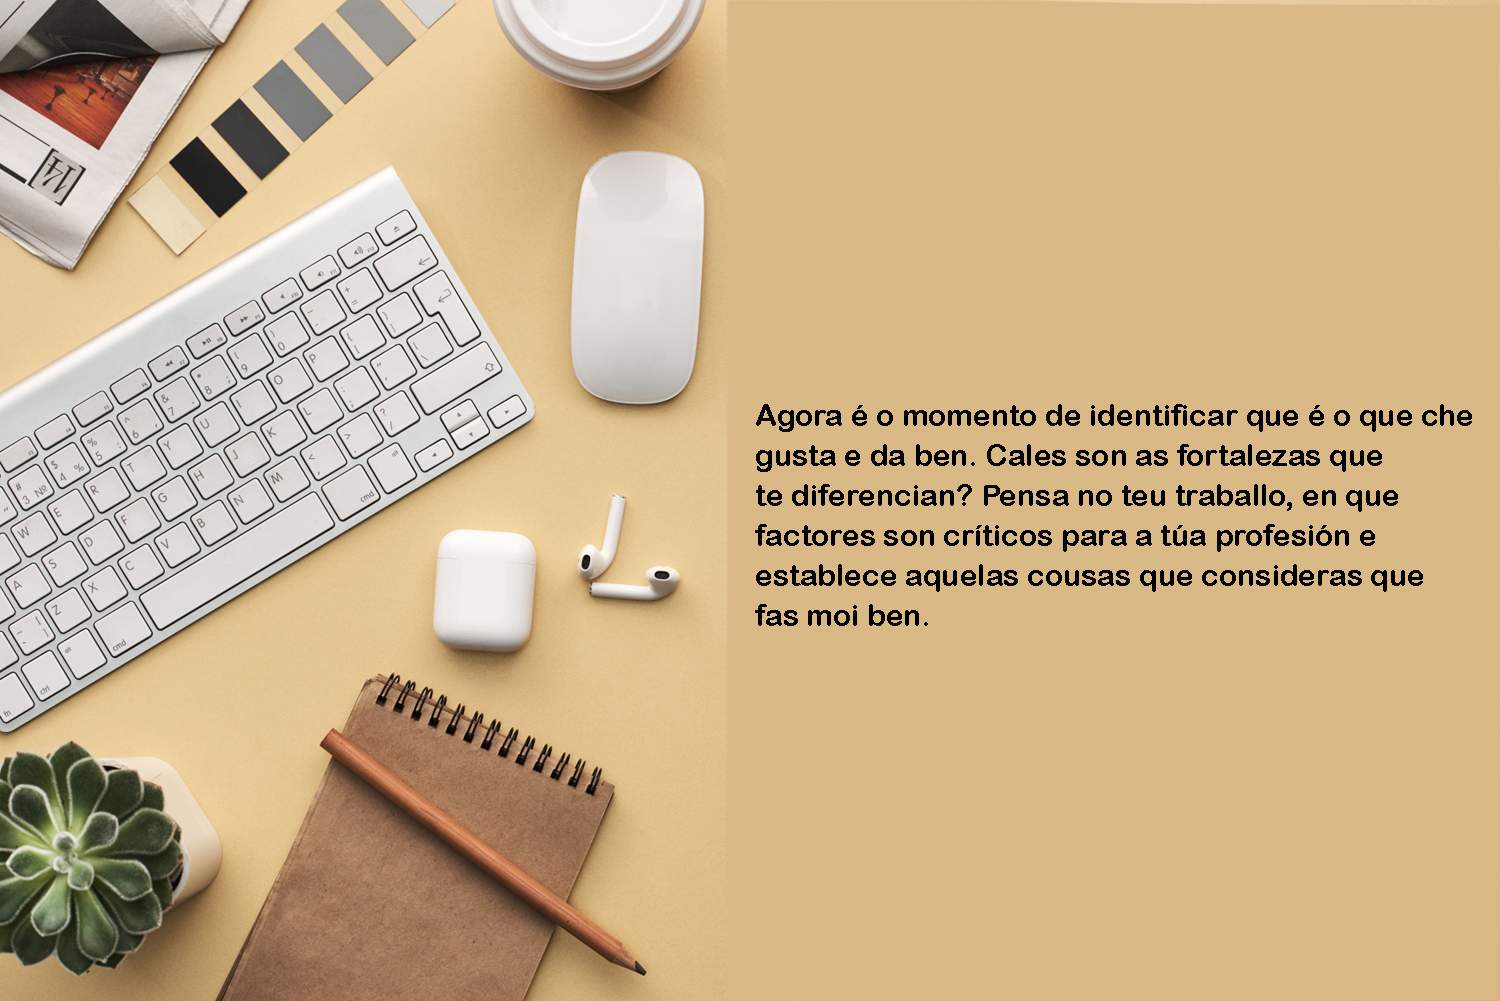 Agora é o momento de identificar que é o que che
gusta e da ben. Cales son as fortalezas que
te diferencian? Pensa no teu traballo, en que
factores son críticos para a túa profesión e
establece aquelas cousas que consideras que
fas moi ben.
14